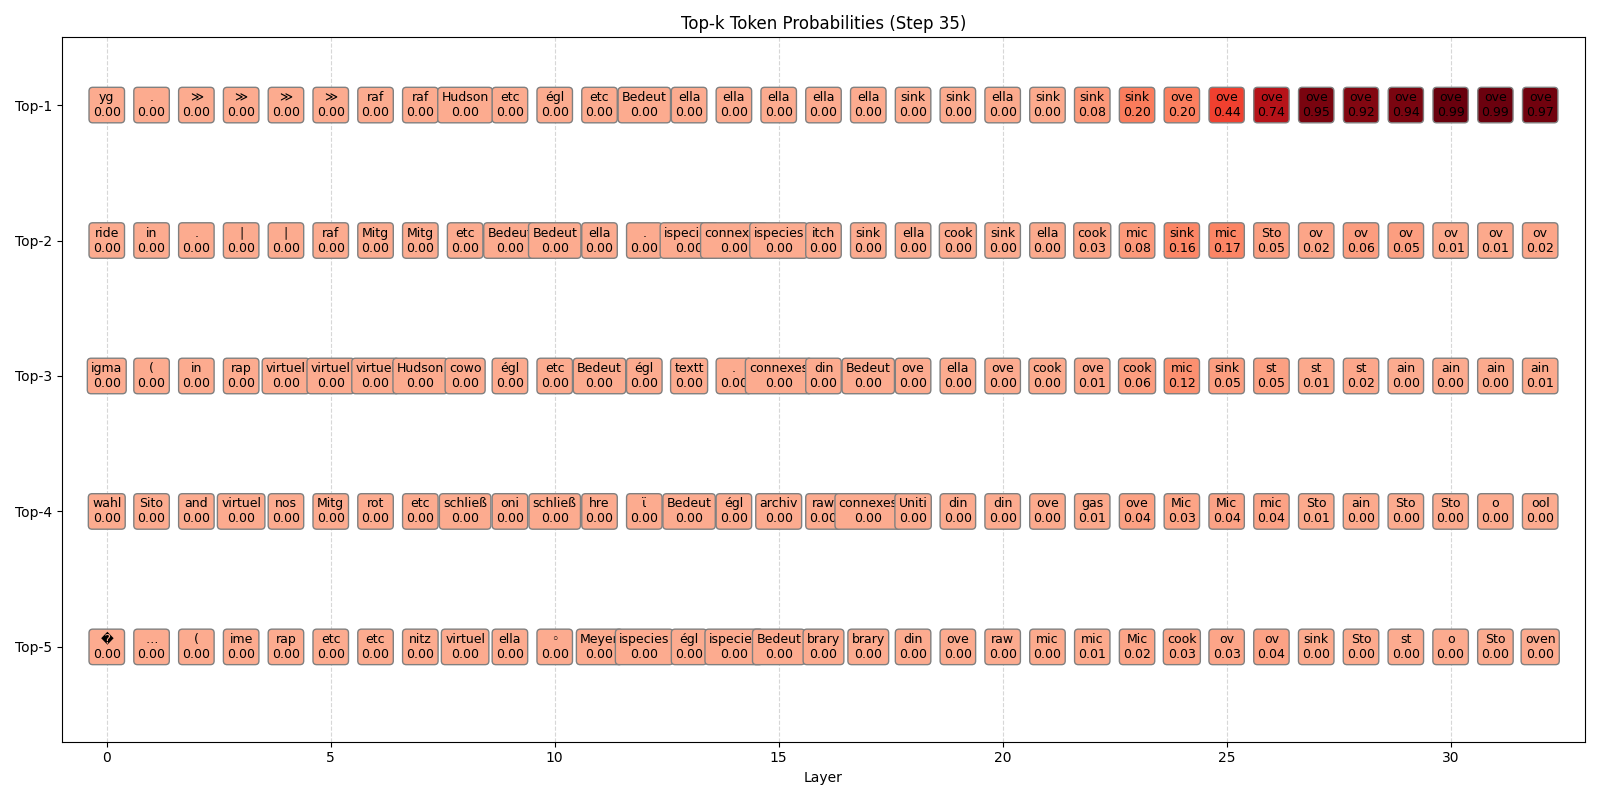 Top-k Token Probabilities (Step 35)
yg . ≫ ≫ ≫ ≫ raf raf Hudson etc égl etc Bedeut ella ella ella ella ella sink sink ella sink sink sink ove ove ove ove ove ove ove ove ove
Top-1 0.00 0.00 0.00 0.00 0.00 0.00 0.00 0.00 0.00 0.00 0.00 0.00 0.00 0.00 0.00 0.00 0.00 0.00 0.00 0.00 0.00 0.00 0.08 0.20 0.20 0.44 0.74 0.95 0.92 0.94 0.99 0.99 0.97
ride in . | | raf Mitg Mitg etc Bedeut Bedeut ella . ispeci connex ispecies itch sink ella cook sink ella cook mic sink mic Sto ov ov ov ov ov ov
Top-2 0.00 0.00 0.00 0.00 0.00 0.00 0.00 0.00 0.00 0.00 0.00 0.00 0.00 0.00 0.00 0.00 0.00 0.00 0.00 0.00 0.00 0.00 0.03 0.08 0.16 0.17 0.05 0.02 0.06 0.05 0.01 0.01 0.02
igma ( in rap virtuel virtuel virtuel Hudson cowo égl etc Bedeut égl textt . connexes din Bedeut ove ella ove cook ove cook mic sink st st st ain ain ain ain
Top-3 0.00 0.00 0.00 0.00 0.00 0.00 0.00 0.00 0.00 0.00 0.00 0.00 0.00 0.00 0.00 0.00 0.00 0.00 0.00 0.00 0.00 0.00 0.01 0.06 0.12 0.05 0.05 0.01 0.02 0.00 0.00 0.00 0.01
wahl Sito and virtuel nos Mitg rot etc schließ oni schließ hre ϊ Bedeut égl archiv raw connexes Uniti din din ove gas ove Mic Mic mic Sto ain Sto Sto o ool
Top-4 0.00 0.00 0.00 0.00 0.00 0.00 0.00 0.00 0.00 0.00 0.00 0.00 0.00 0.00 0.00 0.00 0.00 0.00 0.00 0.00 0.00 0.00 0.01 0.04 0.03 0.04 0.04 0.01 0.00 0.00 0.00 0.00 0.00
� … ( ime rap etc etc nitz virtuel ella ◦ Meyer ispecies égl ispecies Bedeut brary brary din ove raw mic mic Mic cook ov ov sink Sto st o Sto oven
Top-5 0.00 0.00 0.00 0.00 0.00 0.00 0.00 0.00 0.00 0.00 0.00 0.00 0.00 0.00 0.00 0.00 0.00 0.00 0.00 0.00 0.00 0.00 0.01 0.02 0.03 0.03 0.04 0.00 0.00 0.00 0.00 0.00 0.00
0 5 10 15 20 25 30
Layer